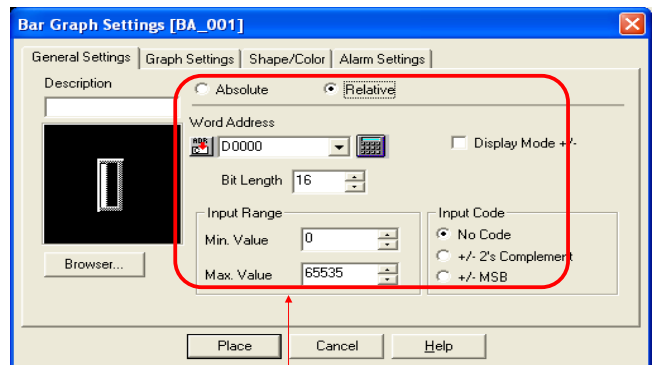 Bar Graph Settings [BA_001]
General Settings Graph Settings Shape/Color Alarm Settings
Description
Absolute Relative
Word Address
D0000
Display Mode +/-
Bit Length 16
Input Range
Min. Value 0
Max. Value 65535
Input Code
No Code
+/- 2's Complement
+/- MSB
Browser...
Place Cancel Help